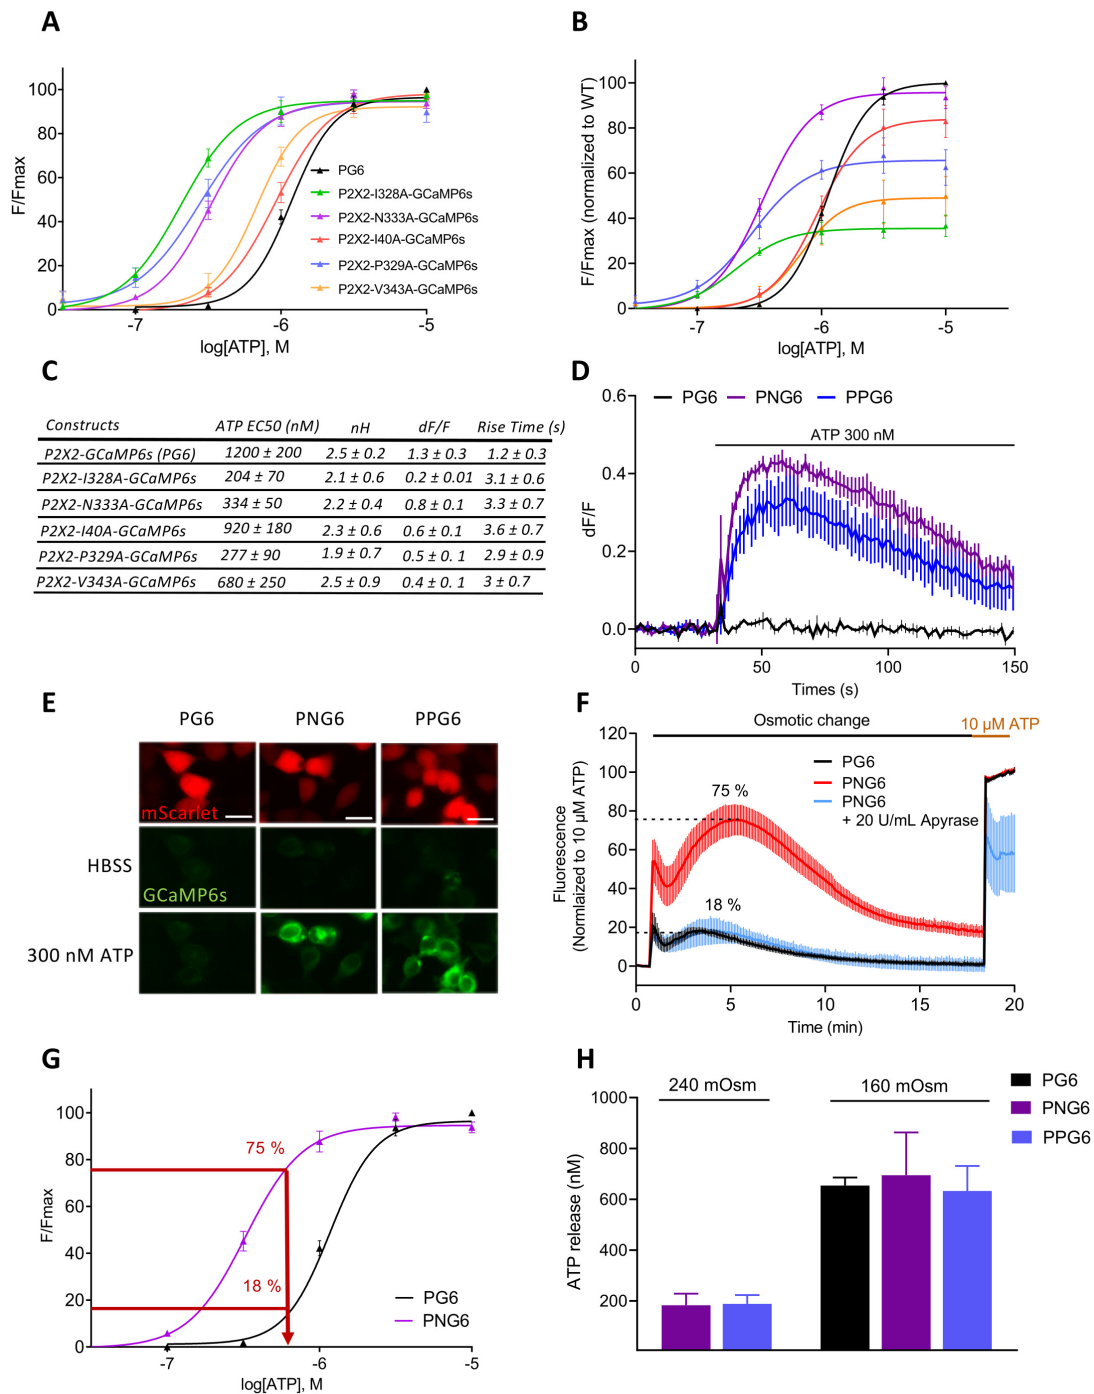 A
F/Fmax
100
80
60
40
20
0
-7
-6
-5
log[ATP], M
PG6
P2X2-I328A-GCaMP6s
P2X2-N333A-GCaMP6s
P2X2-I40A-GCaMP6s
P2X2-P329A-GCaMP6s
P2X2-V343A-GCaMP6s
B
F/Fmax (normalized to WT)
100
80
60
40
20
0
-7
-6
-5
log[ATP], M
C
Constructs ATP EC50 (nM) nH dF/F Rise Time (s)
P2X2-GCaMP6s (PG6) 1200 ± 200 2.5 ± 0.2 1.3 ± 0.3 1.2 ± 0.3
P2X2-I328A-GCaMP6s 204 ± 70 2.1 ± 0.6 0.2 ± 0.01 3.1 ± 0.6
P2X2-N333A-GCaMP6s 334 ± 50 2.2 ± 0.4 0.8 ± 0.1 3.3 ± 0.7
P2X2-I40A-GCaMP6s 920 ± 180 2.3 ± 0.6 0.6 ± 0.1 3.6 ± 0.7
P2X2-P329A-GCaMP6s 277 ± 90 1.9 ± 0.7 0.5 ± 0.1 2.9 ± 0.9
P2X2-V343A-GCaMP6s 680 ± 250 2.5 ± 0.9 0.4 ± 0.1 3 ± 0.7
D
PG6 PNG6 PPG6
ATP 300 nM
dF/F
0.6
0.4
0.2
0.0
0 50 100 150
Times (s)
E
PG6 PNG6 PPG6
mScarlet
HBSS
GCaMP6s
300 nM ATP
F
Osmotic change
10 µM ATP
PG6
PNG6
PNG6
+ 20 U/mL Apyrase
75 %
18 %
Fluorescence
(Normlalized to 10 µM ATP)
120
100
80
60
40
20
0
0 5 10 15 20
Time (min)
G
F/Fmax
100
80
60
40
20
0
75 %
18 %
PG6
PNG6
-7 -6 -5
log[ATP], M
H
240 mOsm
160 mOsm
PG6
PNG6
PPG6
ATP release (nM)
1000
800
600
400
200